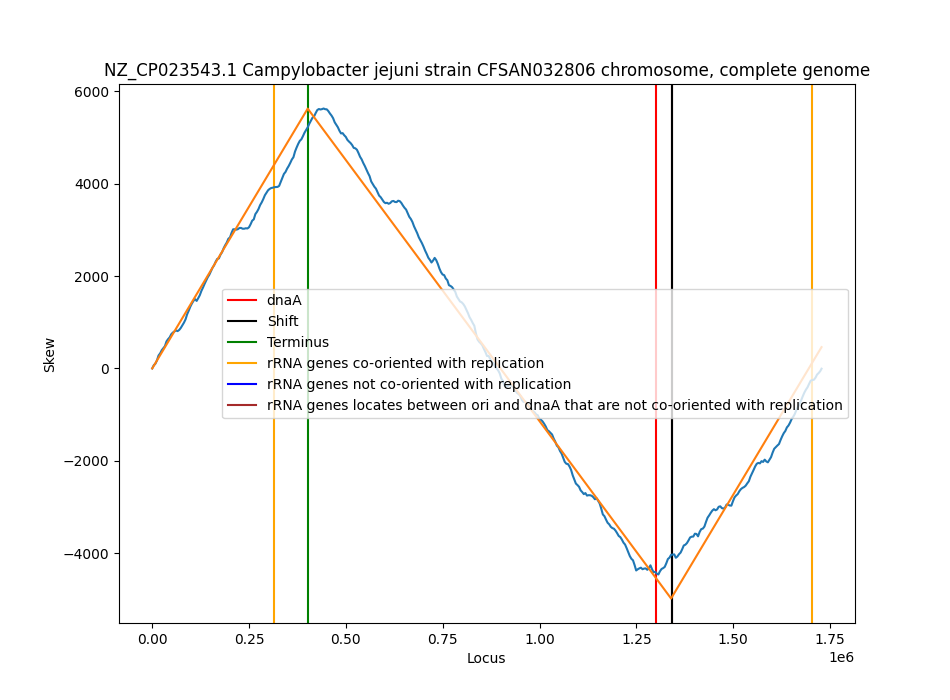 NZ_CP023543.1 Campylobacter jejuni strain CFSAN032806 chromosome, complete genome
6000
4000
2000
0
−2000
−4000
Skew
dnaA
Shift
Terminus
rRNA genes co-oriented with replication
rRNA genes not co-oriented with replication
rRNA genes locates between ori and dnaA that are not co-oriented with replication
0.00 0.25 0.50 0.75 1.00 1.25 1.50 1.75
1e6
Locus